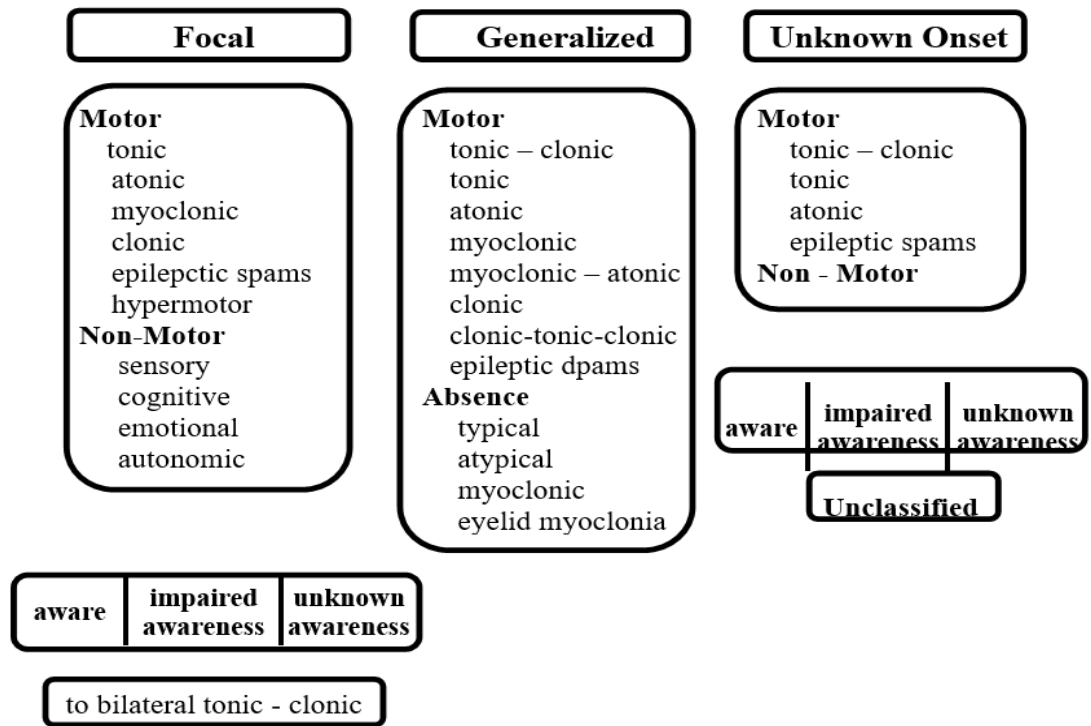 Focal
Motor
tonic
atonic
myoclonic
clonic
epilepctic spams
hypermotor
Non-Motor
sensory
cognitive
emotional
autonomic
aware
impaired
awareness
unknown
awareness
to bilateral tonic - clonic
Generalized
Motor
tonic – clonic
tonic
atonic
myoclonic
myoclonic – atonic
clonic
clonic-tonic-clonic
epileptic dpams
Absence
typical
atypical
myoclonic
eyelid myoclonia
Unknown Onset
Motor
tonic – clonic
tonic
atonic
epileptic spams
Non - Motor
aware
impaired
awareness
unknown
awareness
Unclassified